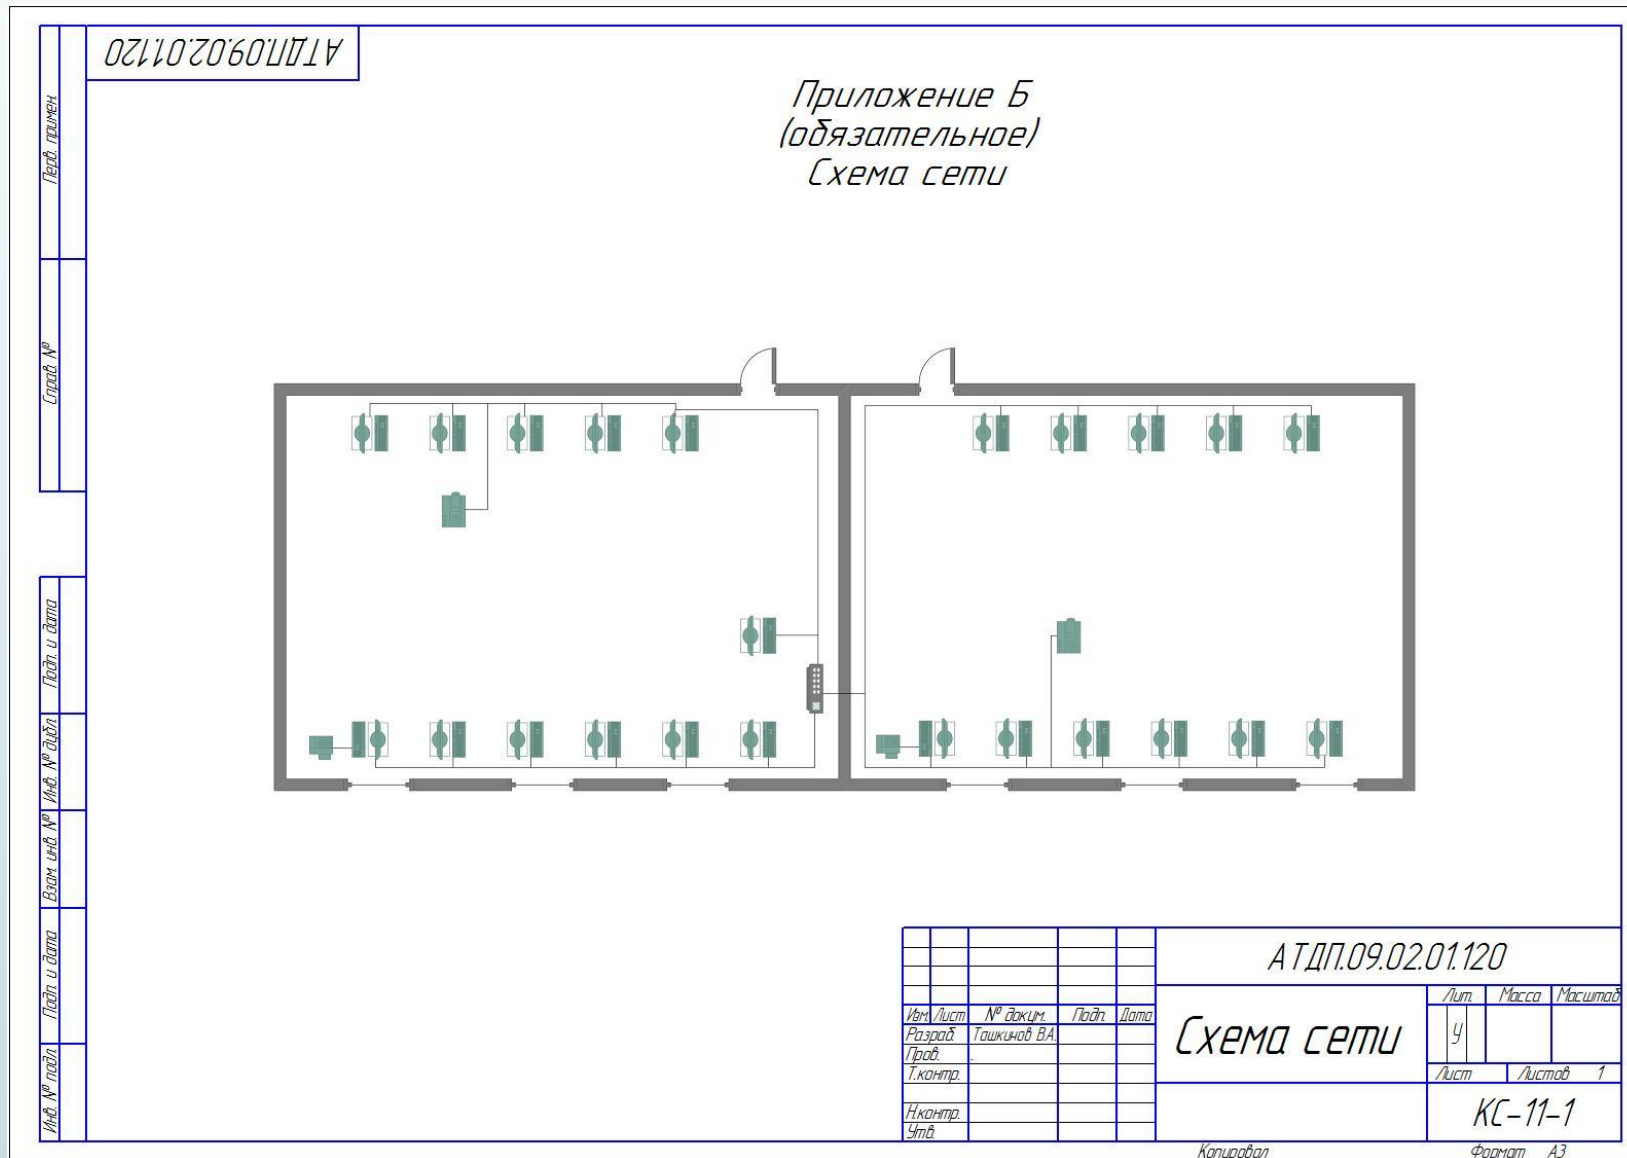 АТДП.09.02.01.120
Приложение Б
(обязательное)
Схема сети
Перв. примен.
Справ. №
Подп. и дата
Инв. № дубл.
Взам. инв. №
Подп. и дата
Инв. № подл.
АТДП.09.02.01.120
Изм. Лист № докум. Подп. Дата
Разраб. Ташкинов В.А.
Пров.
Т.контр.
Н.контр.
Утв.
Схема сети
Лит. Масса Масштаб
У
Лист Листов 1
КС-11-1
Копировал Формат А3